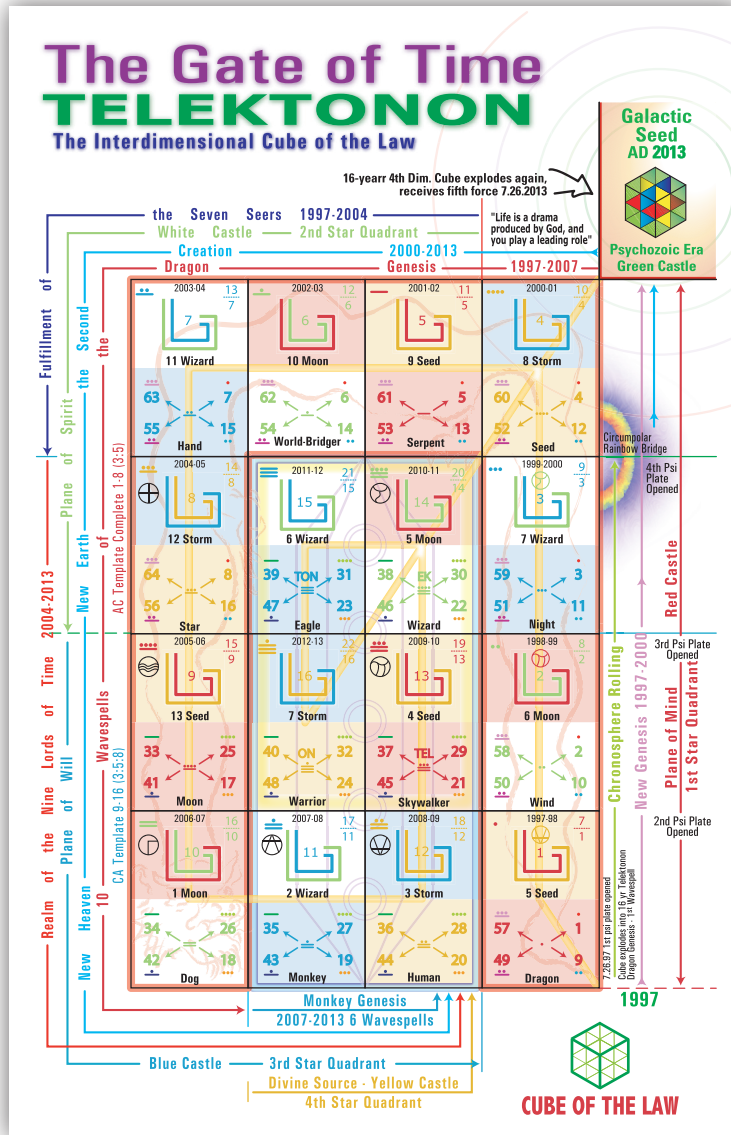 The Gate of Time
TELEKTONON
The Interdimensional Cube of the Law
Galactic
Seed
AD 2013
Psychozoic Era
Green Castle
16-yearr 4th Dim. Cube explodes again,
receives fifth force 7.26.2013
"Life is a drama
produced by God, and
you play a leading role"
the Seven Seers 1997-2004
White Castle 2nd Star Quadrant
Creation 2000-2013
Dragon Genesis 1997-2007
2003-04
13
7
7
11 Wizard
63 7
55 15
Hand
2002-03
12
6
6
10 Moon
62 6
54 14
World-Bridger
2001-02
11
5
5
9 Seed
61 5
53 13
Serpent
2000-01
10
4
4
8 Storm
60 4
52 12
Seed
2004-05
14
8
8
12 Storm
64 8
56 16
Star
2011-12
21
15
15
6 Wizard
39 TON 31
47 23
Eagle
2010-11
20
14
14
5 Moon
38 EK 30
46 22
Wizard
1999-2000
9
3
3
7 Wizard
59 3
51 11
Night
2005-06
15
9
9
13 Seed
33 25
41 17
Moon
2012-13
22
16
16
7 Storm
40 ON 32
48 24
Warrior
2009-10
19
13
13
4 Seed
37 TEL 29
45 21
Skywalker
1998-99
8
2
2
6 Moon
58 2
50 10
Wind
2006-07
16
10
10
1 Moon
34 26
42 18
Dog
2007-08
17
11
11
2 Wizard
35 27
43 19
Monkey
2008-09
18
12
12
3 Storm
36 28
44 20
Human
1997-98
7
1
1
5 Seed
57 1
49 9
Dragon
Fulfillment of
Realm of the Nine Lords of Time 2004-2013
Plane of Spirit
Plane of Will
New Heaven New Earth the Second
10 Wavespells of the
AC Template Complete 1-8 (3:5)
CA Template 9-16 (3:5:8)
Circumpolar
Rainbow Bridge
4th Psi
Plate
Opened
3rd Psi Plate
Opened
2nd Psi Plate
Opened
Red Castle
Plane of Mind
1st Star Quadrant
New Genesis 1997-2000
Chronosphere Rolling
7.26.97 1st psi plate opened
Cube explodes into 16 yr Telektonon
Dragon Genesis - 1st Wavespell
1997
Monkey Genesis
2007-2013 6 Wavespells
Blue Castle 3rd Star Quadrant
Divine Source - Yellow Castle
4th Star Quadrant
CUBE OF THE LAW